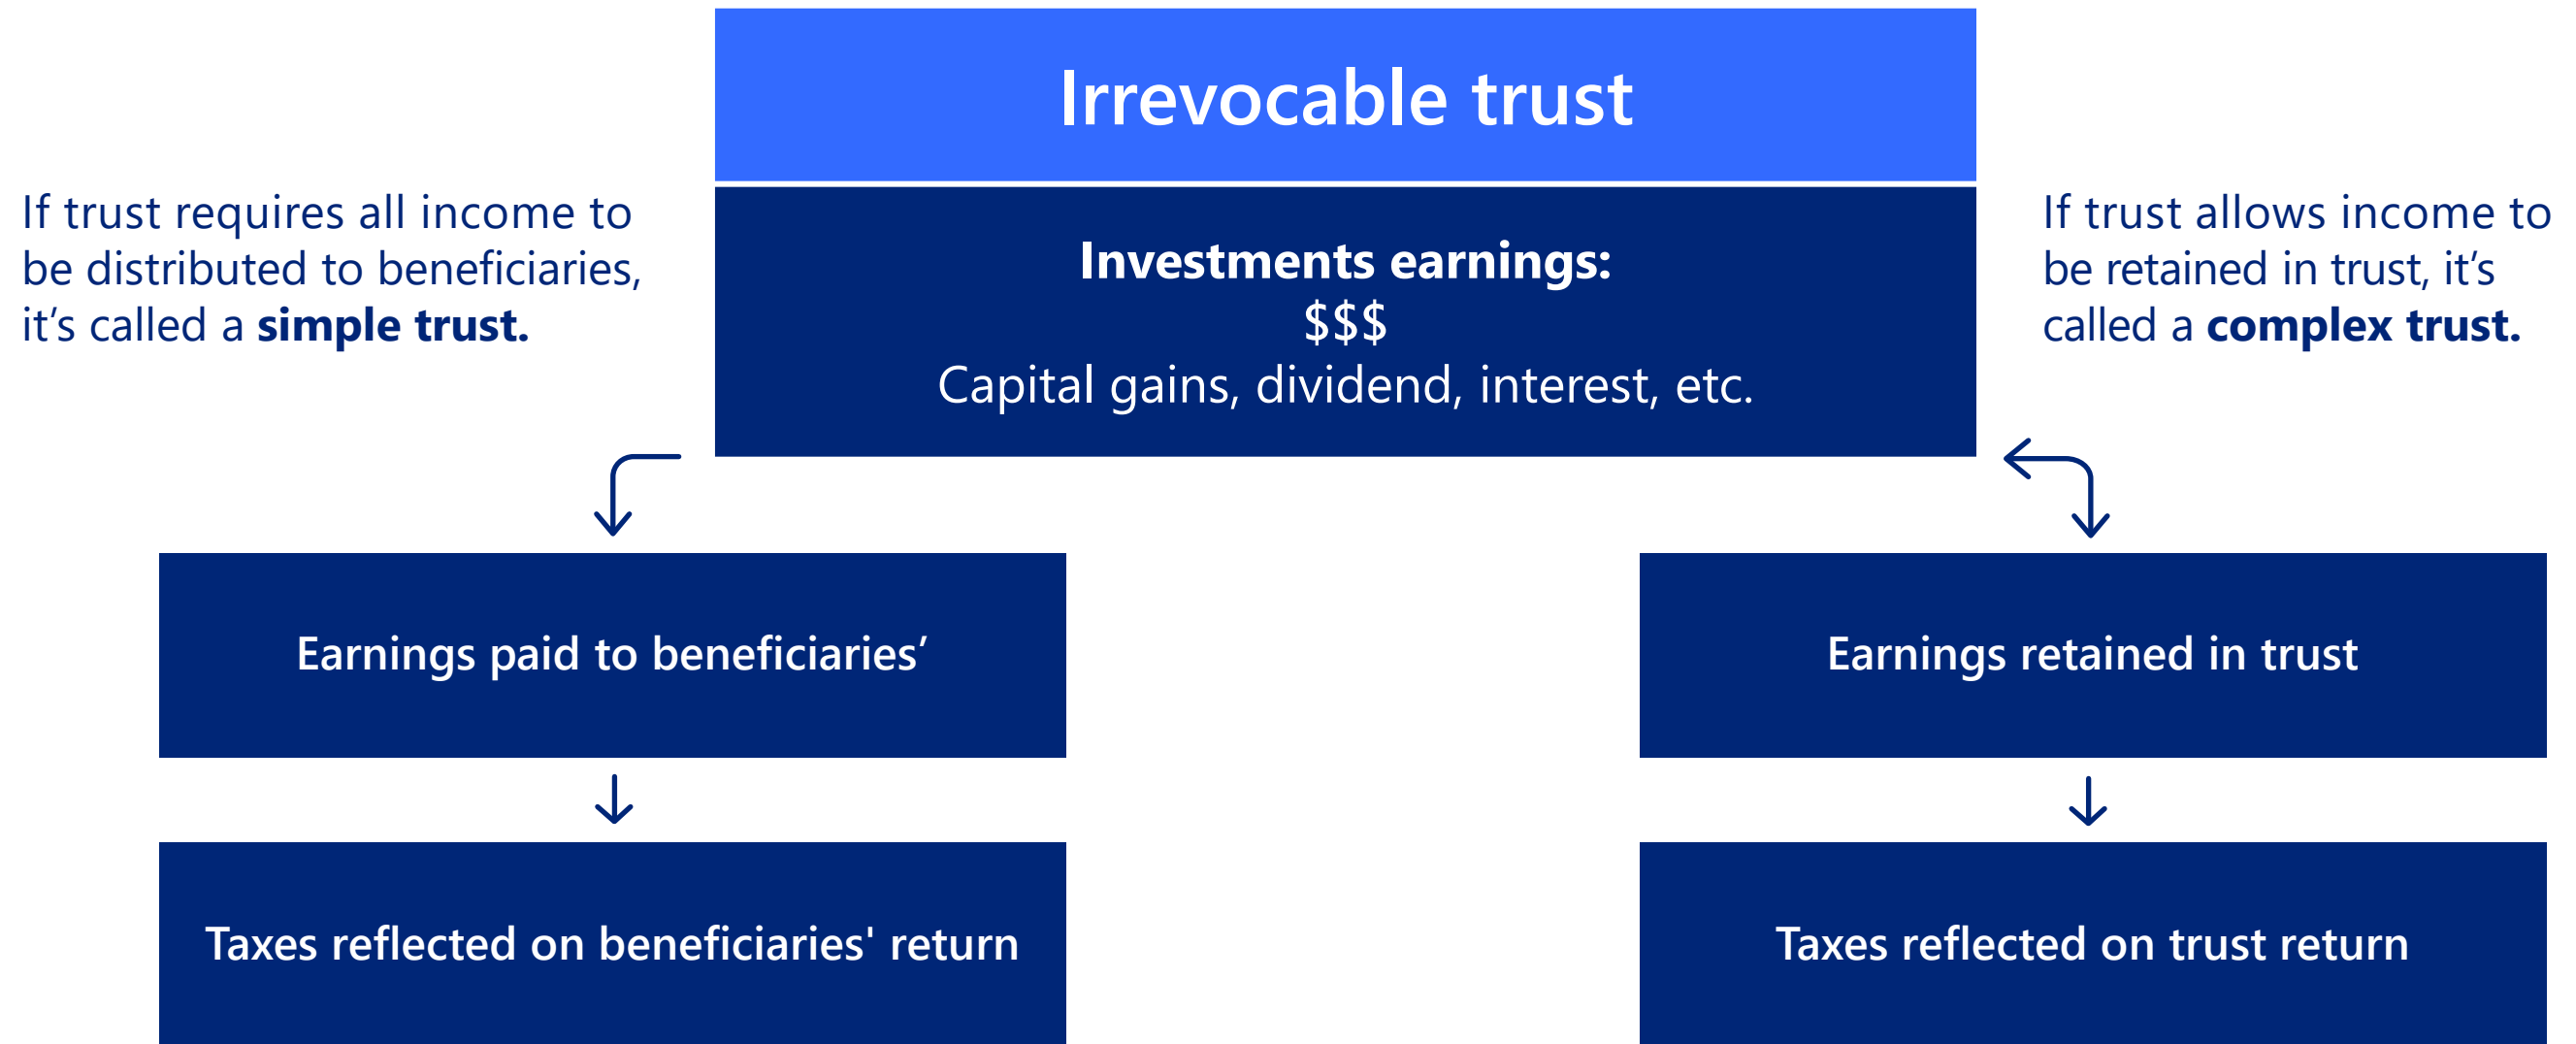 Irrevocable trust
If trust requires all income to
be distributed to beneficiaries,
it’s called a simple trust.
Investments earnings:
$$$
Capital gains, dividend, interest, etc.
If trust allows income to
be retained in trust, it’s
called a complex trust.
Earnings paid to beneficiaries’
Earnings retained in trust
Taxes reflected on beneficiaries' return
Taxes reflected on trust return